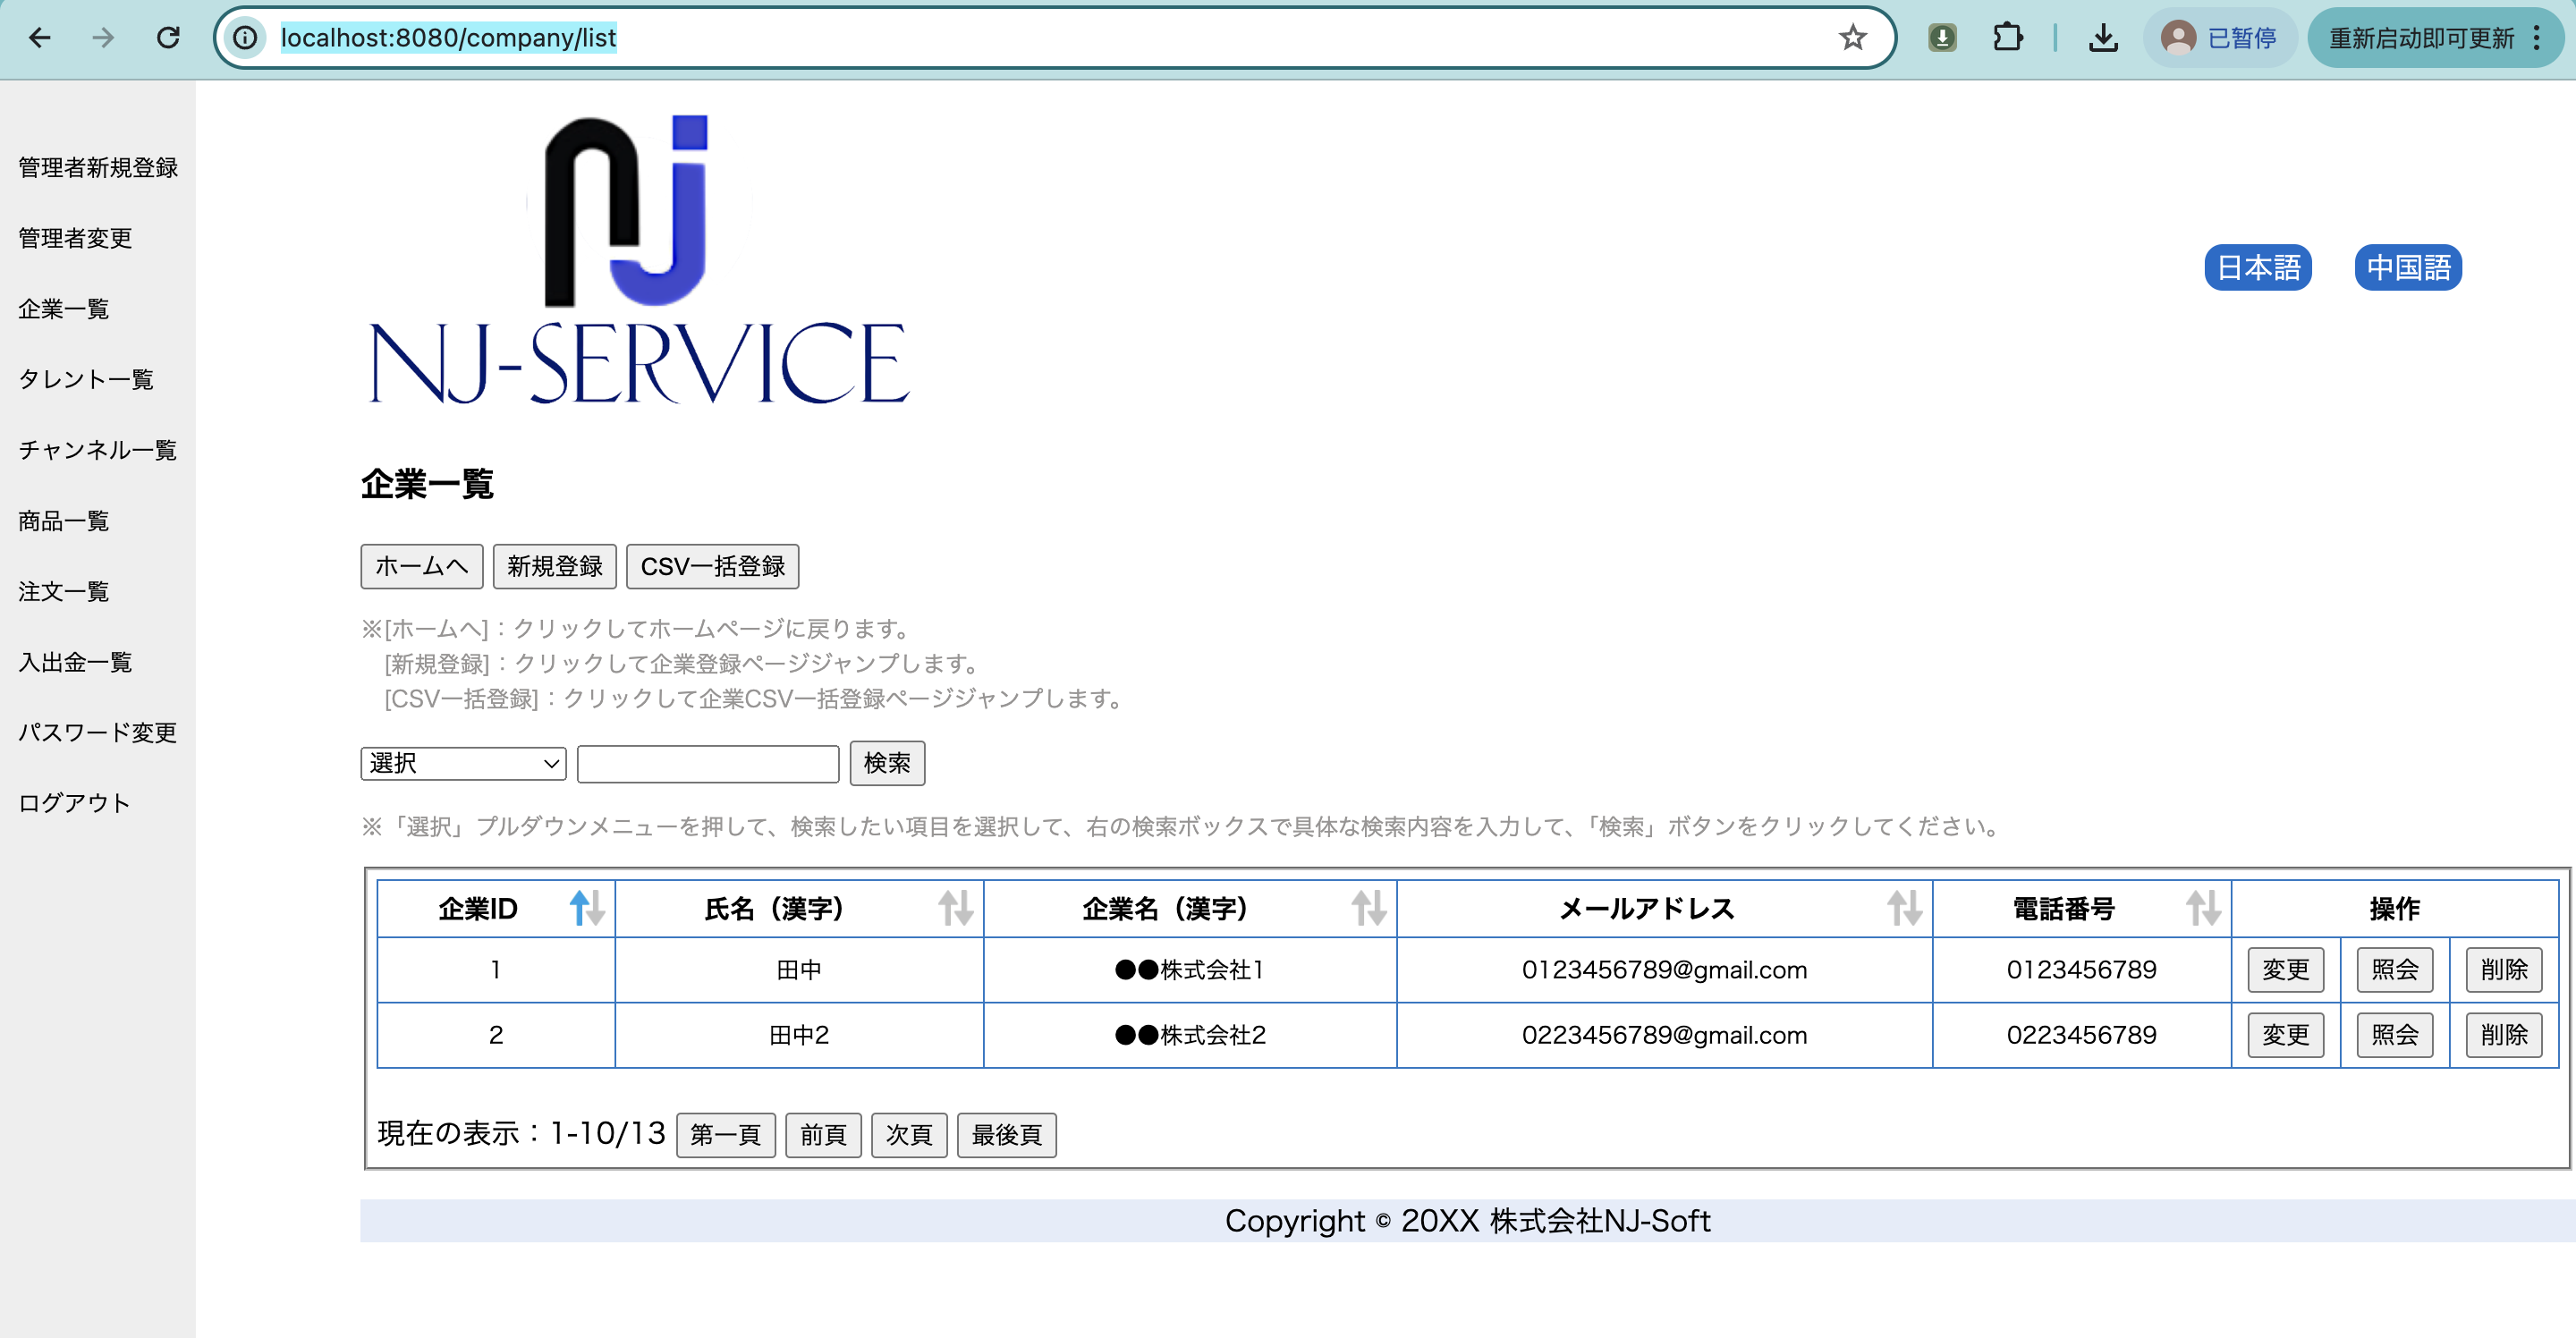 localhost:8080/company/list
已暂停
重新启动即可更新
管理者新規登録
管理者変更
企業一覧
タレント一覧
チャンネル一覧
商品一覧
注文一覧
入出金一覧
パスワード変更
ログアウト
nj
NJ-SERVICE
日本語 中国語
企業一覧
ホームへ 新規登録 CSV一括登録
※[ホームへ]：クリックしてホームページに戻ります。
[新規登録]：クリックして企業登録ページジャンプします。
[CSV一括登録]：クリックして企業CSV一括登録ページジャンプします。
選択 検索
※「選択」プルダウンメニューを押して、検索したい項目を選択して、右の検索ボックスで具体な検索内容を入力して、「検索」ボタンをクリックしてください。
企業ID 氏名（漢字） 企業名（漢字） メールアドレス 電話番号 操作
1 田中 ●●株式会社1 0123456789@gmail.com 0123456789 変更 照会 削除
2 田中2 ●●株式会社2 0223456789@gmail.com 0223456789 変更 照会 削除
現在の表示：1-10/13 第一頁 前頁 次頁 最後頁
Copyright © 20XX 株式会社NJ-Soft